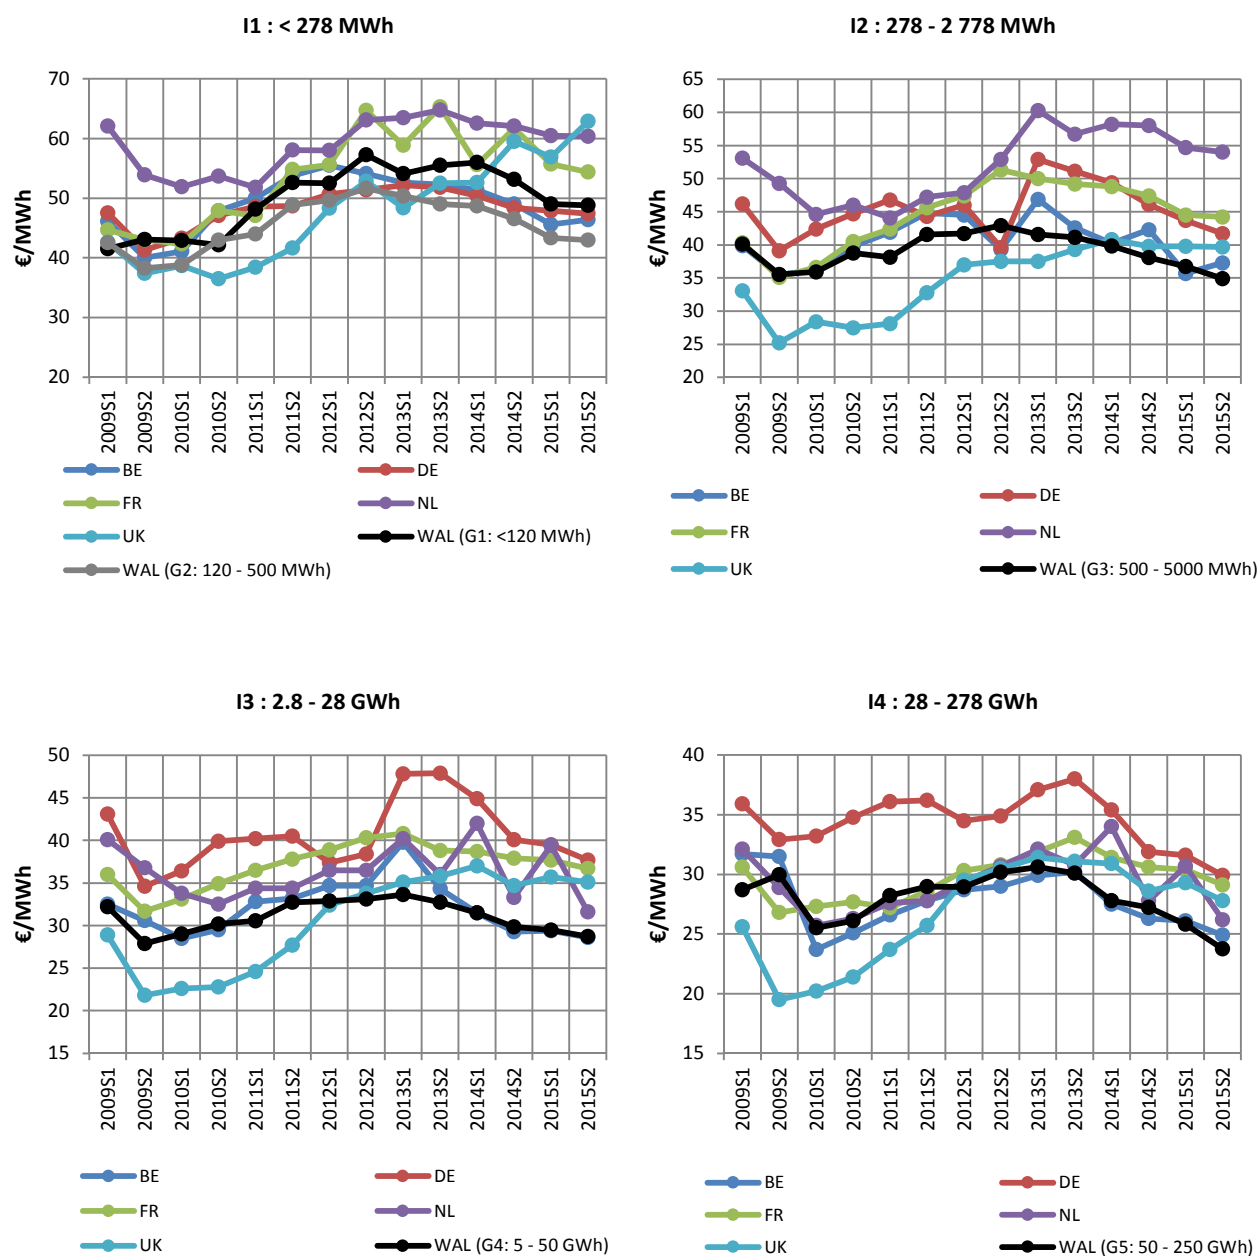 I1 : < 278 MWh
70
60
50
40
30
20
€/MWh
2009S1
2009S2
2010S1
2010S2
2011S1
2011S2
2012S1
2012S2
2013S1
2013S2
2014S1
2014S2
2015S1
2015S2
BE
DE
FR
NL
UK
WAL (G1: <120 MWh)
WAL (G2: 120 - 500 MWh)
I2 : 278 - 2 778 MWh
65
60
55
50
45
40
35
30
25
20
€/MWh
2009S1
2009S2
2010S1
2010S2
2011S1
2011S2
2012S1
2012S2
2013S1
2013S2
2014S1
2014S2
2015S1
2015S2
BE
DE
FR
NL
UK
WAL (G3: 500 - 5000 MWh)
I3 : 2.8 - 28 GWh
50
45
40
35
30
25
20
15
€/MWh
2009S1
2009S2
2010S1
2010S2
2011S1
2011S2
2012S1
2012S2
2013S1
2013S2
2014S1
2014S2
2015S1
2015S2
BE
DE
FR
NL
UK
WAL (G4: 5 - 50 GWh)
I4 : 28 - 278 GWh
40
35
30
25
20
15
€/MWh
2009S1
2009S2
2010S1
2010S2
2011S1
2011S2
2012S1
2012S2
2013S1
2013S2
2014S1
2014S2
2015S1
2015S2
BE
DE
FR
NL
UK
WAL (G5: 50 - 250 GWh)